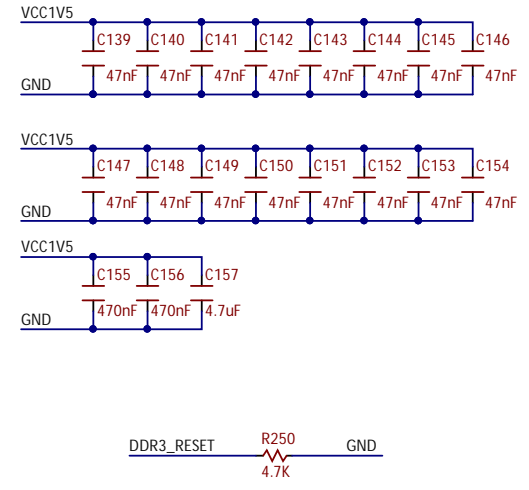 VCC1V5
C139 C140 C141 C142 C143 C144 C145 C146
47nF 47nF 47nF 47nF 47nF 47nF 47nF 47nF
GND
VCC1V5
C147 C148 C149 C150 C151 C152 C153 C154
47nF 47nF 47nF 47nF 47nF 47nF 47nF 47nF
GND
VCC1V5
C155 C156 C157
470nF 470nF 4.7uF
GND
DDR3_RESET R250 GND
4.7K